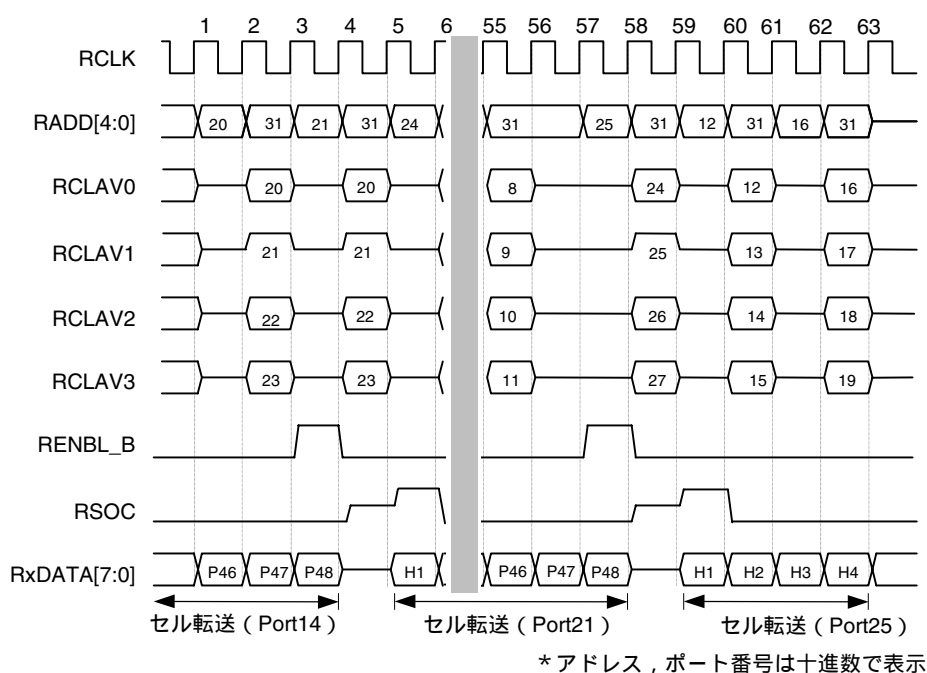 1 2 3 4 5 6 55 56 57 58 59 60 61 62 63
RCLK
RADD[4:0] 20 31 21 31 24 31 25 31 12 31 16 31
RCLAV0 20 20 8 24 12 16
RCLAV1 21 21 9 25 13 17
RCLAV2 22 22 10 26 14 18
RCLAV3 23 23 11 27 15 19
RENBL_B
RSOC
RxDATA[7:0] P46 P47 P48 H1 P46 P47 P48 H1 H2 H3 H4
セル転送（Port14） セル転送（Port21） セル転送（Port25）
*アドレス，ポート番号は十進数で表示